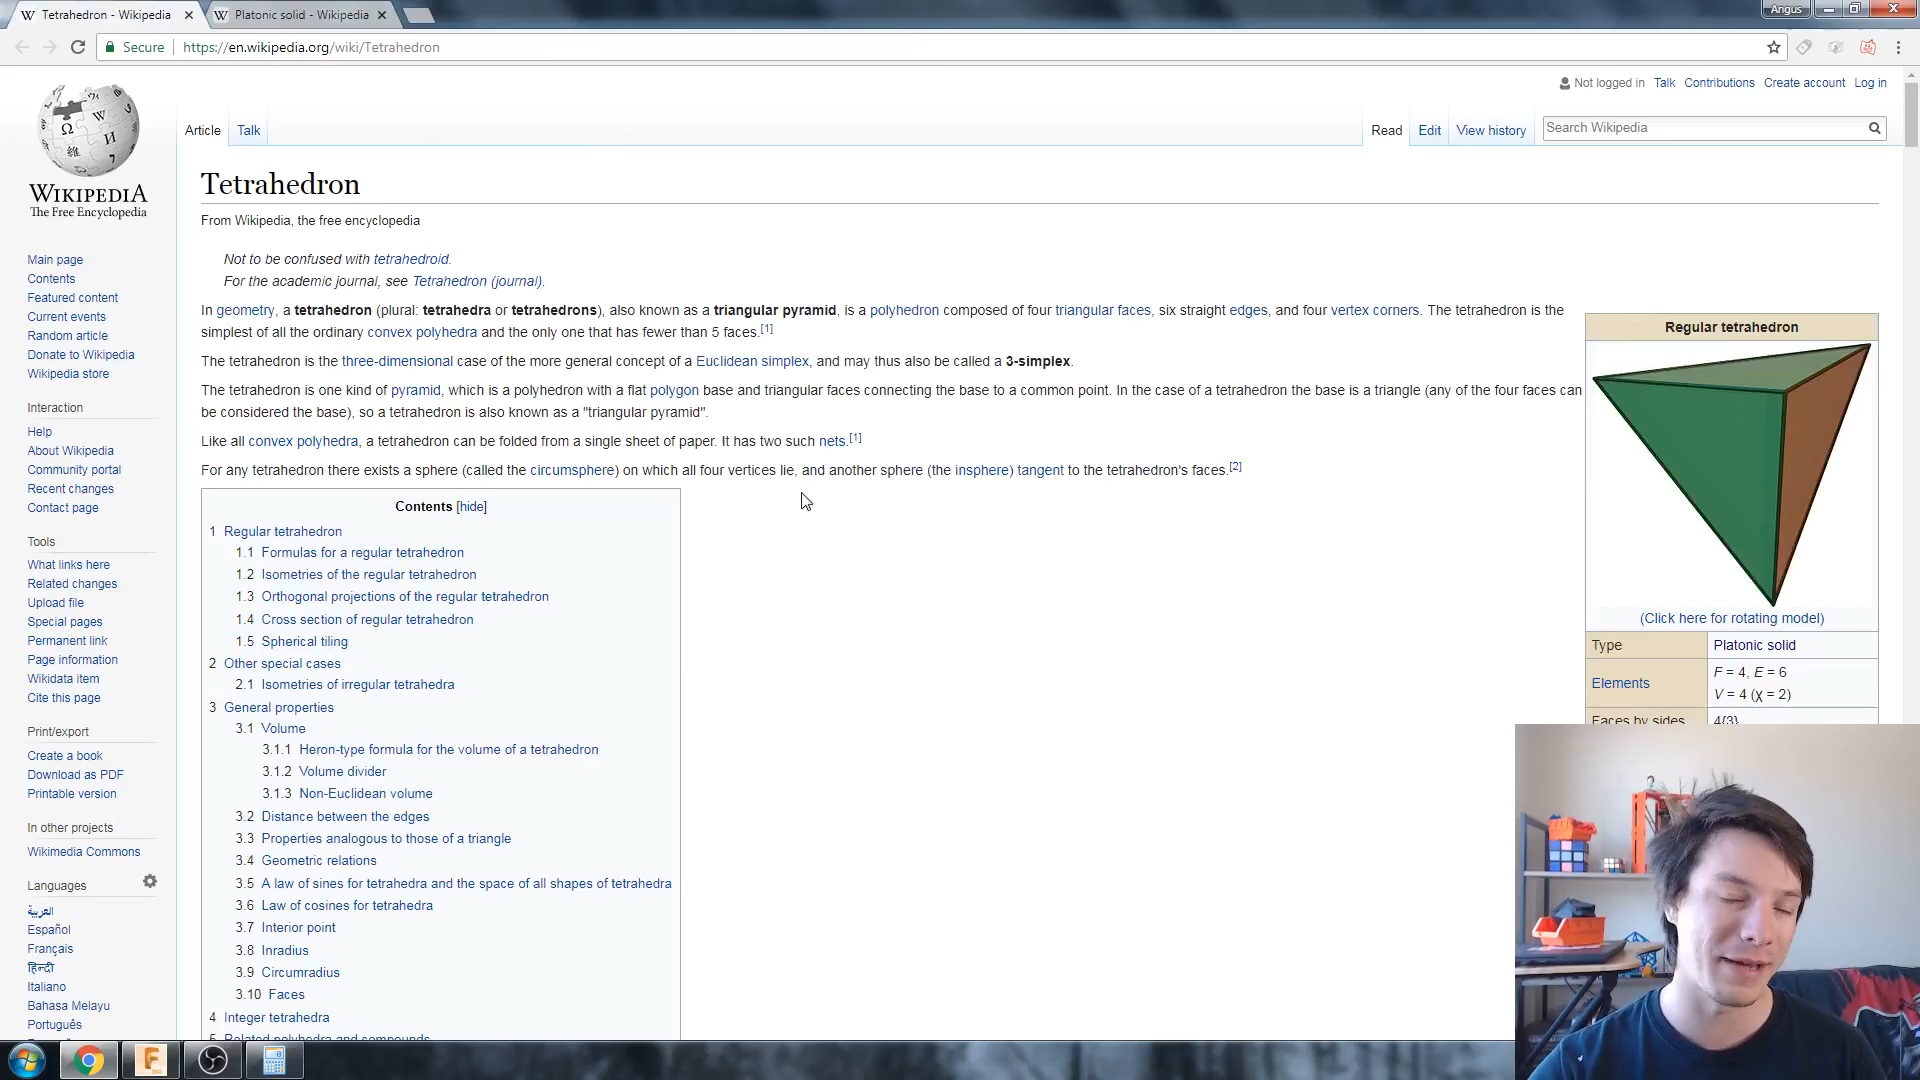 Tetrahedron - Wikipedia
Platonic solid - Wikipedia
Angus
Secure
https://en.wikipedia.org/wiki/Tetrahedron
Not logged in Talk Contributions Create account Log in
Article Talk
Read Edit View history
Search Wikipedia
WIKIPEDIA
The Free Encyclopedia
Main page
Contents
Featured content
Current events
Random article
Donate to Wikipedia
Wikipedia store
Interaction
Help
About Wikipedia
Community portal
Recent changes
Contact page
Tools
What links here
Related changes
Upload file
Special pages
Permanent link
Page information
Wikidata item
Cite this page
Print/export
Create a book
Download as PDF
Printable version
In other projects
Wikimedia Commons
Languages
العربية
Español
Français
हिन्दी
Italiano
Bahasa Melayu
Português
Tetrahedron
From Wikipedia, the free encyclopedia
Not to be confused with tetrahedroid.
For the academic journal, see Tetrahedron (journal).
In geometry, a tetrahedron (plural: tetrahedra or tetrahedrons), also known as a triangular pyramid, is a polyhedron composed of four triangular faces, six straight edges, and four vertex corners. The tetrahedron is the
simplest of all the ordinary convex polyhedra and the only one that has fewer than 5 faces.[1]
The tetrahedron is the three-dimensional case of the more general concept of a Euclidean simplex, and may thus also be called a 3-simplex.
The tetrahedron is one kind of pyramid, which is a polyhedron with a flat polygon base and triangular faces connecting the base to a common point. In the case of a tetrahedron the base is a triangle (any of the four faces can
be considered the base), so a tetrahedron is also known as a "triangular pyramid".
Like all convex polyhedra, a tetrahedron can be folded from a single sheet of paper. It has two such nets.[1]
For any tetrahedron there exists a sphere (called the circumsphere) on which all four vertices lie, and another sphere (the insphere) tangent to the tetrahedron's faces.[2]
Contents [hide]
1 Regular tetrahedron
1.1 Formulas for a regular tetrahedron
1.2 Isometries of the regular tetrahedron
1.3 Orthogonal projections of the regular tetrahedron
1.4 Cross section of regular tetrahedron
1.5 Spherical tiling
2 Other special cases
2.1 Isometries of irregular tetrahedra
3 General properties
3.1 Volume
3.1.1 Heron-type formula for the volume of a tetrahedron
3.1.2 Volume divider
3.1.3 Non-Euclidean volume
3.2 Distance between the edges
3.3 Properties analogous to those of a triangle
3.4 Geometric relations
3.5 A law of sines for tetrahedra and the space of all shapes of tetrahedra
3.6 Law of cosines for tetrahedra
3.7 Interior point
3.8 Inradius
3.9 Circumradius
3.10 Faces
4 Integer tetrahedra
5 Related polyhedra and compounds
Regular tetrahedron
(Click here for rotating model)
Type Platonic solid
Elements F = 4, E = 6
V = 4 (χ = 2)
Faces by sides 4{3}